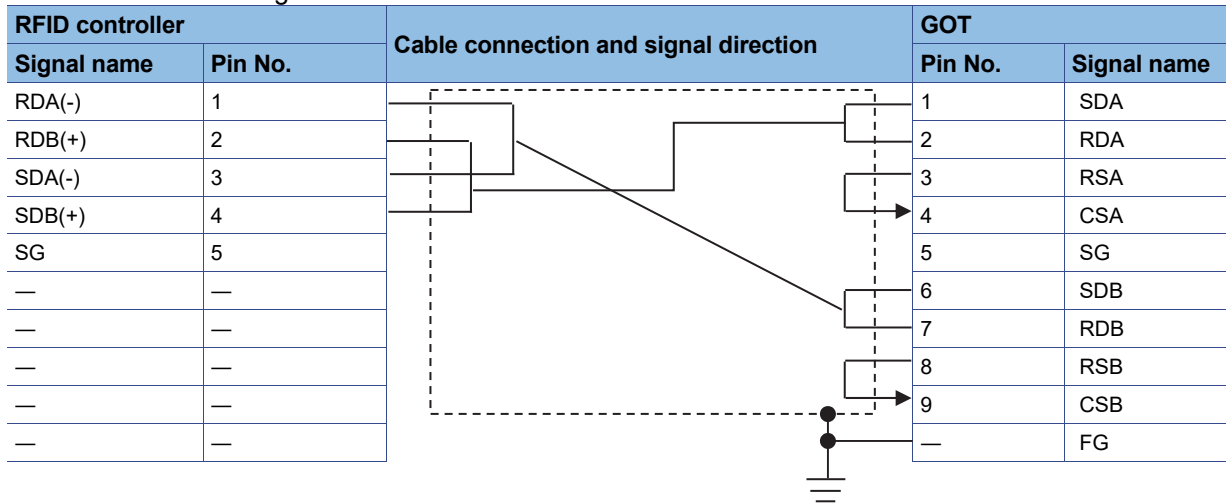 RFID controller Cable connection and signal direction GOT
Signal name Pin No. Pin No. Signal name
RDA(-) 1 1 SDA
RDB(+) 2 2 RDA
SDA(-) 3 3 RSA
SDB(+) 4 4 CSA
SG 5 5 SG
— — 6 SDB
— — 7 RDB
— — 8 RSB
— — 9 CSB
— — — FG